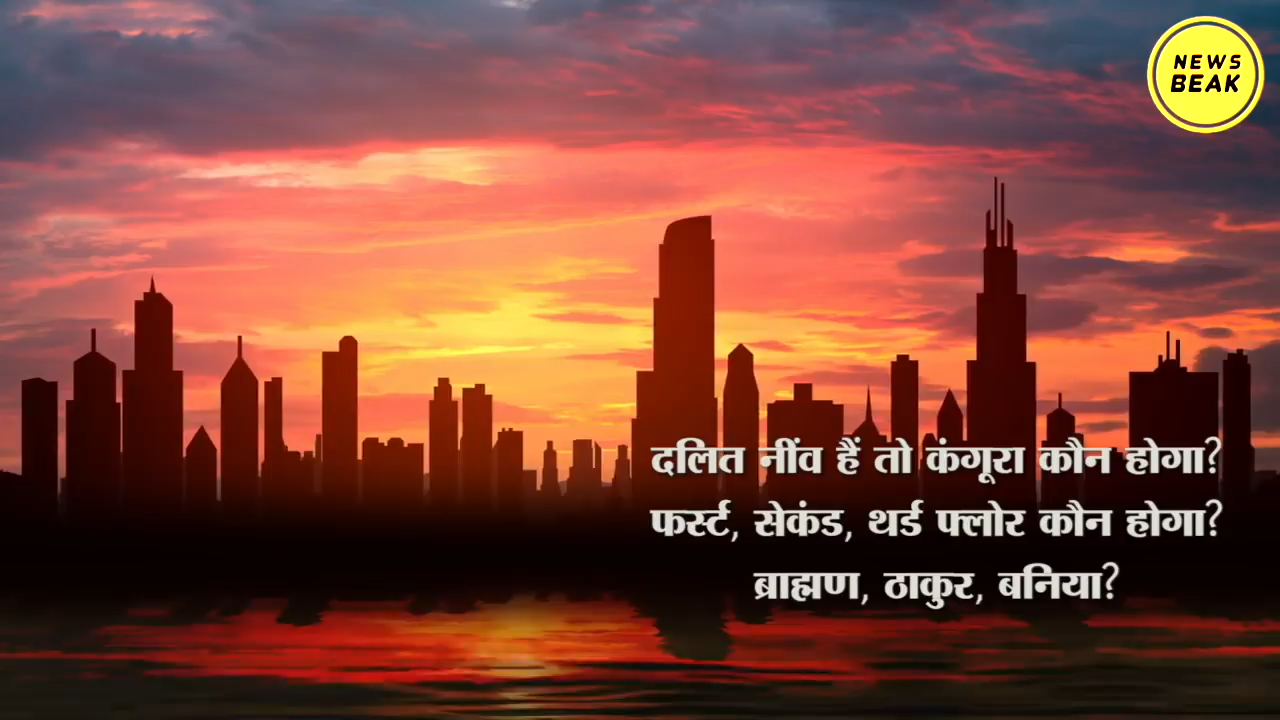 NEWS
BEAK
दलित नींव हैं तो कंगूरा कौन होगा?
फर्स्ट, सेकंड, थर्ड फ्लोर कौन होगा?
ब्राह्मण, ठाकुर, बनिया?